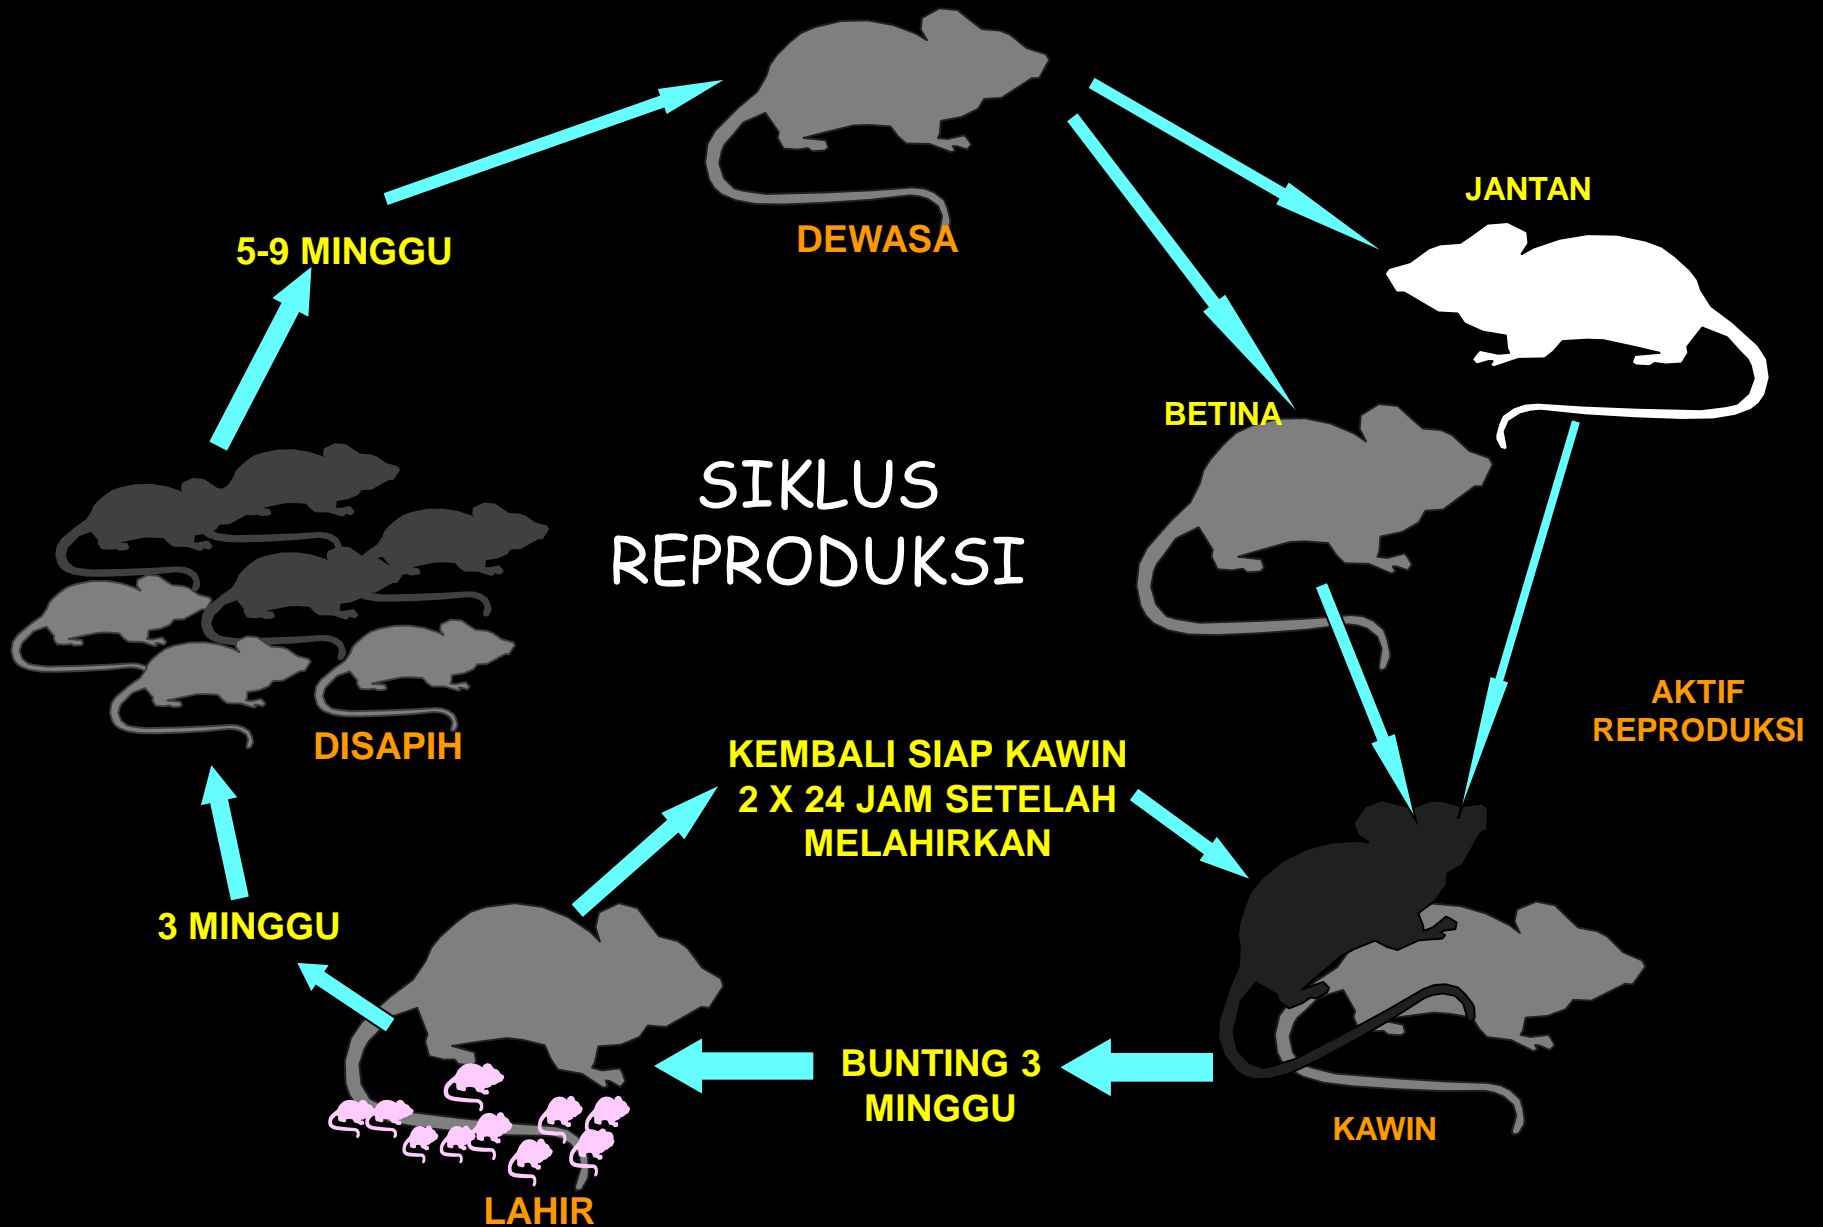 JANTAN
5-9 MINGGU
DEWASA
BETINA
SIKLUS
REPRODUKSI
AKTIF
REPRODUKSI
DISAPIH
KEMBALI SIAP KAWIN
2 X 24 JAM SETELAH
MELAHIRKAN
3 MINGGU
BUNTING 3
MINGGU
KAWIN
LAHIR